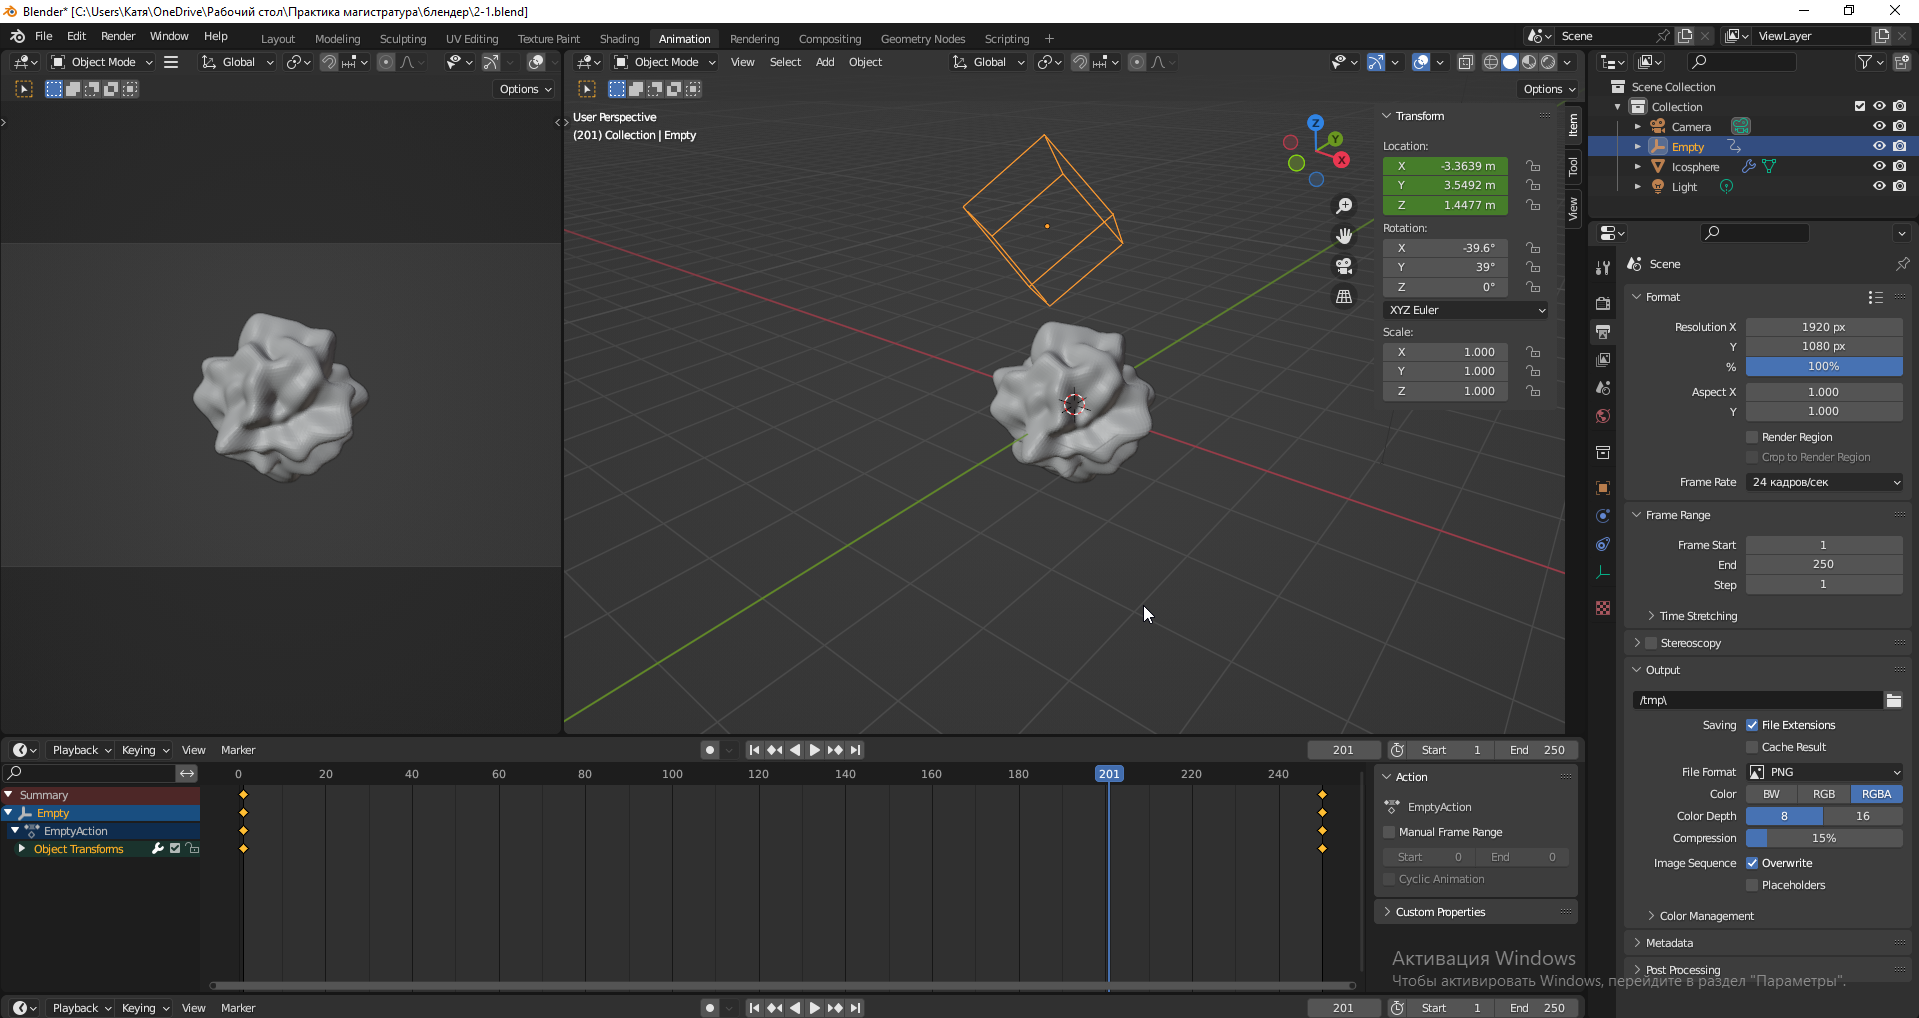 Blender* [C:\Users\Катя\OneDrive\Рабочий стол\Практика магистратура\блендер\2-1.blend]
File Edit Render Window Help Layout Modeling Sculpting UV Editing Texture Paint Shading Animation Rendering Compositing Geometry Nodes Scripting + Scene ViewLayer
Object Mode Global Object Mode View Select Add Object Global
Options Options
User Perspective
(201) Collection | Empty
Z
Y
X
Transform
Location:
X -3.3639 m
Y 3.5492 m
Z 1.4477 m
Rotation:
X -39.6°
Y 39°
Z 0°
XYZ Euler
Scale:
X 1.000
Y 1.000
Z 1.000
Item
Tool
View
Scene Collection
Collection
Camera
Empty
Icosphere
Light
Scene
Format
Resolution X 1920 px
Y 1080 px
% 100%
Aspect X 1.000
Y 1.000
Render Region
Crop to Render Region
Frame Rate 24 кадров/сек
Frame Range
Frame Start 1
End 250
Step 1
Time Stretching
Stereoscopy
Output
/tmp\
Saving File Extensions
Cache Result
File Format PNG
Color BW RGB RGBA
Color Depth 8 16
Compression 15%
Image Sequence Overwrite
Placeholders
Color Management
Metadata
Post Processing
Playback Keying View Marker 201 Start 1 End 250
0 20 40 60 80 100 120 140 160 180 201 220 240
Summary
Empty
EmptyAction
Object Transforms
Action
EmptyAction
Manual Frame Range
Start 0 End 0
Cyclic Animation
Custom Properties
Активация Windows
Чтобы активировать Windows, перейдите в раздел "Параметры".
Playback Keying View Marker 201 Start 1 End 250